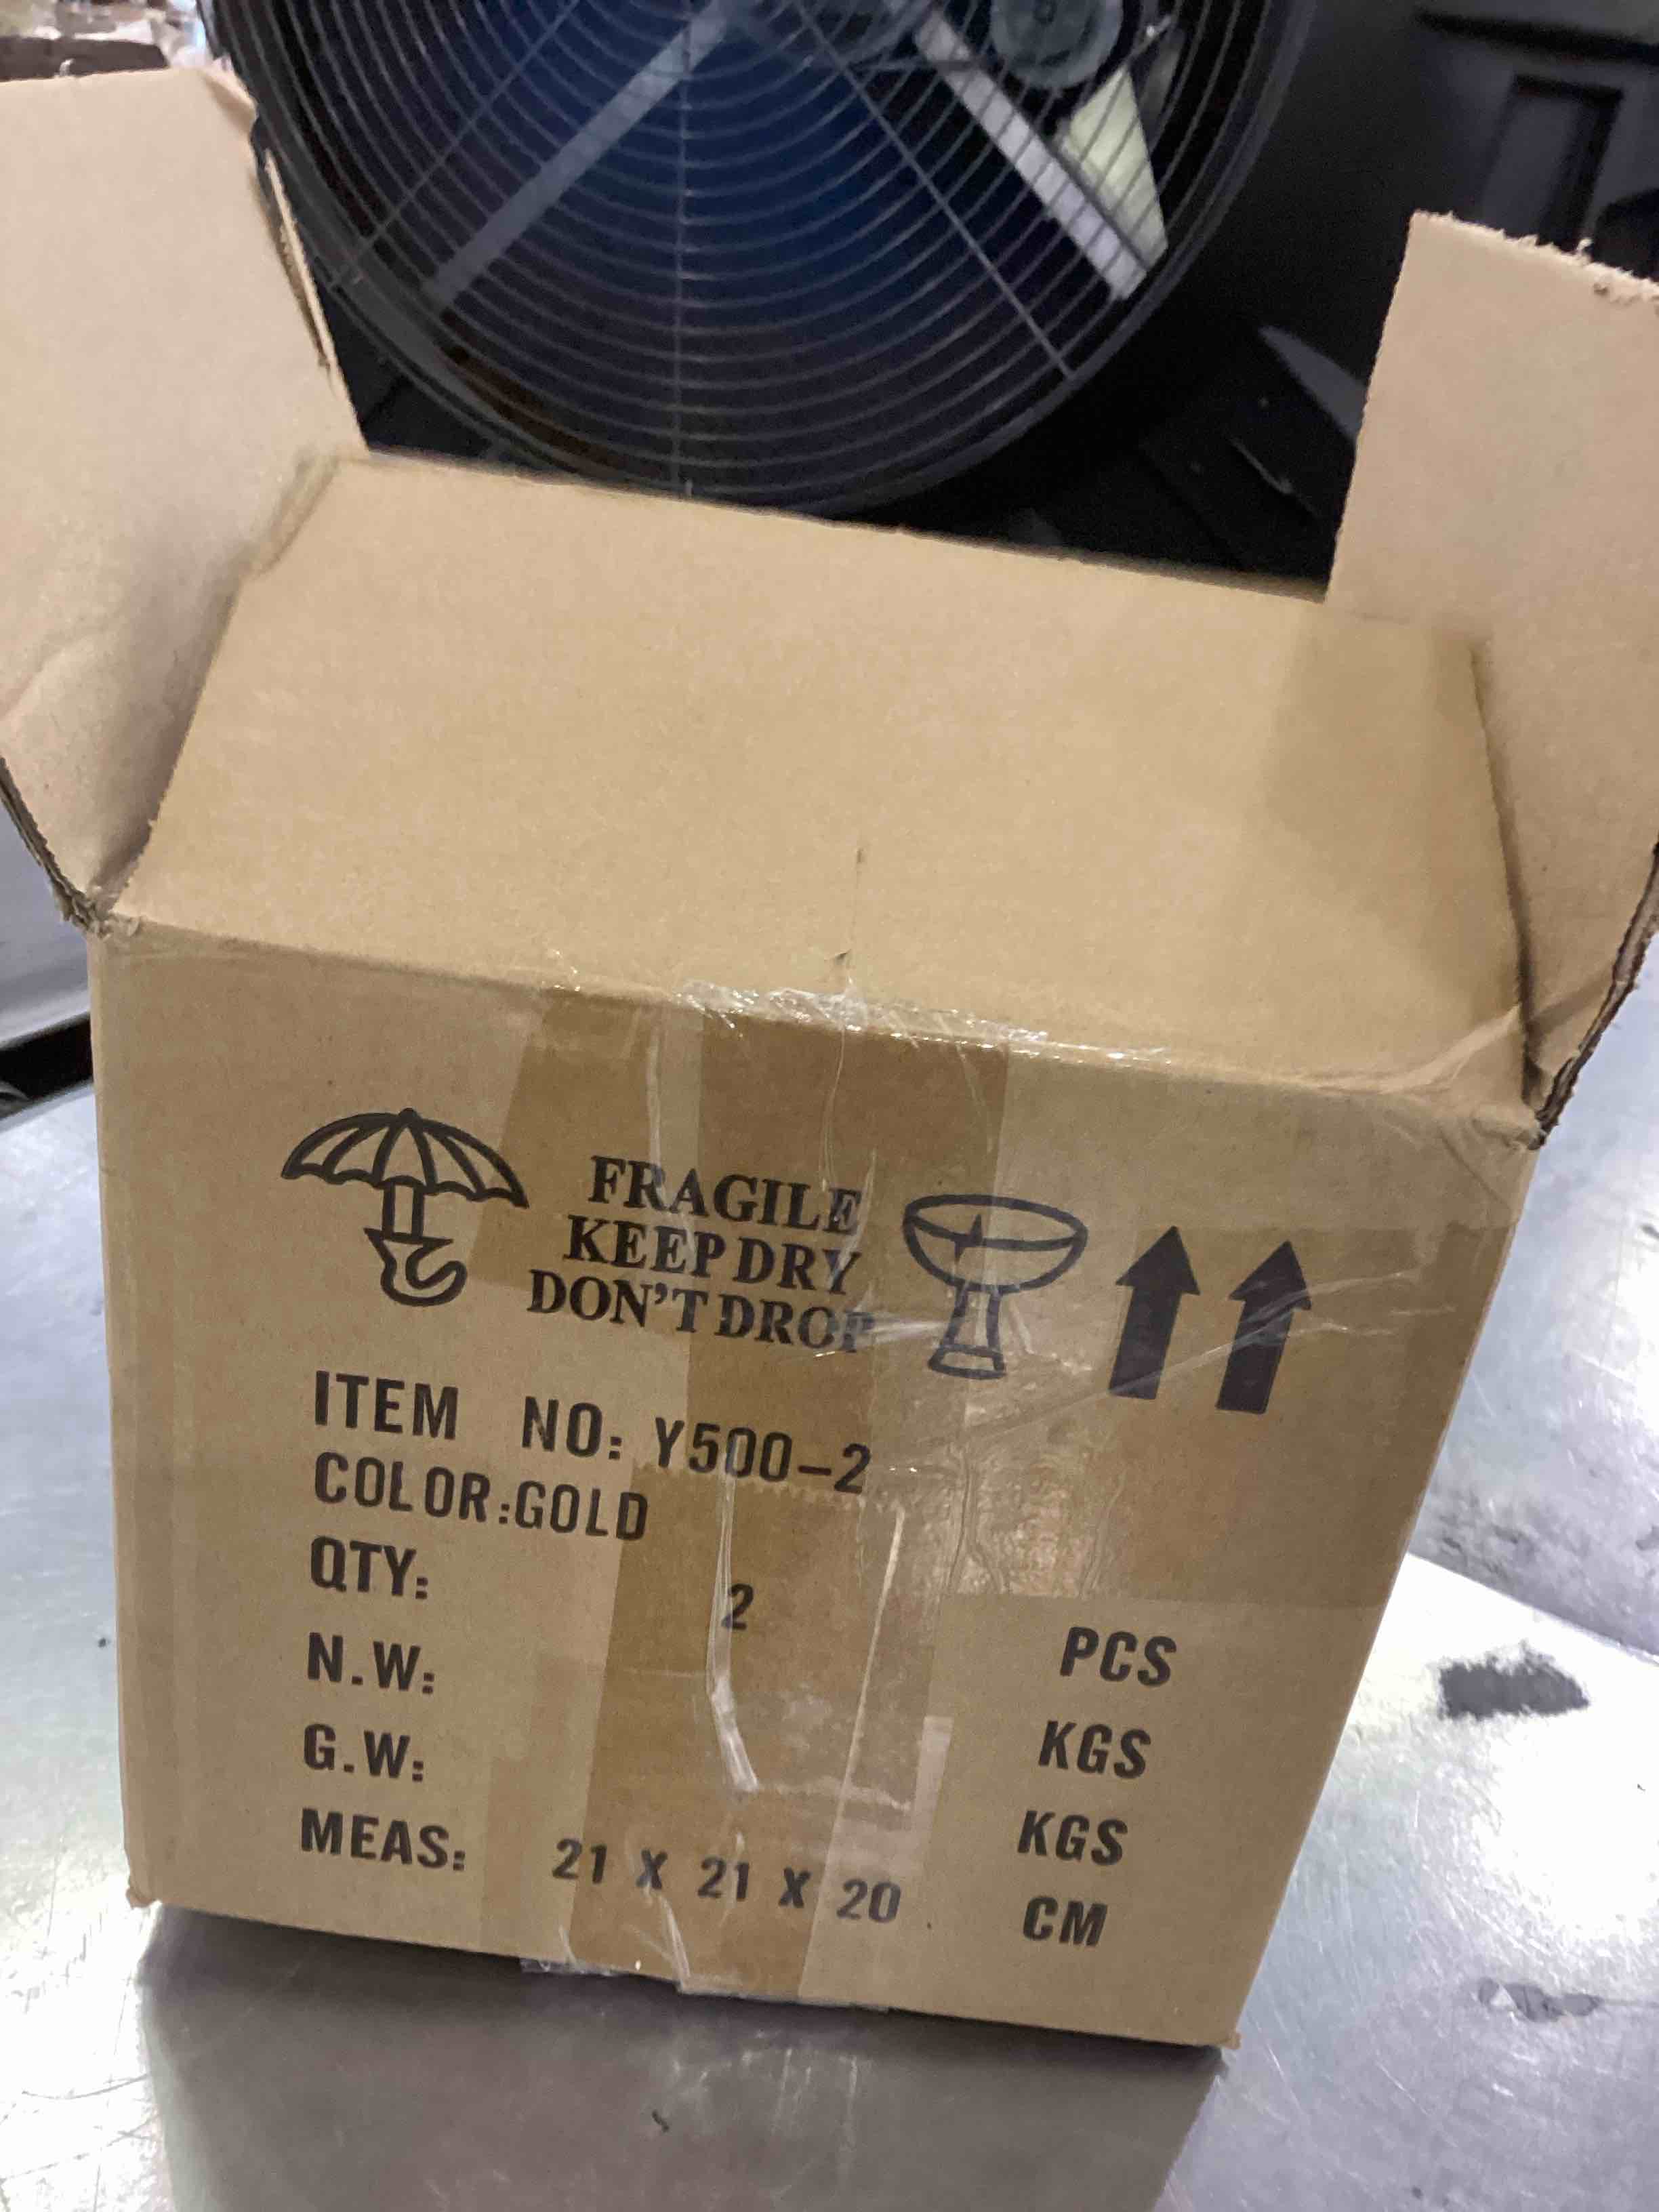 FRAGILE
KEEP DRY
DON'T DROP
ITEM NO: Y500-2
COLOR:GOLD
QTY: 2 PCS
N.W: KGS
G.W: KGS
MEAS: 21 X 21 X 20 CM